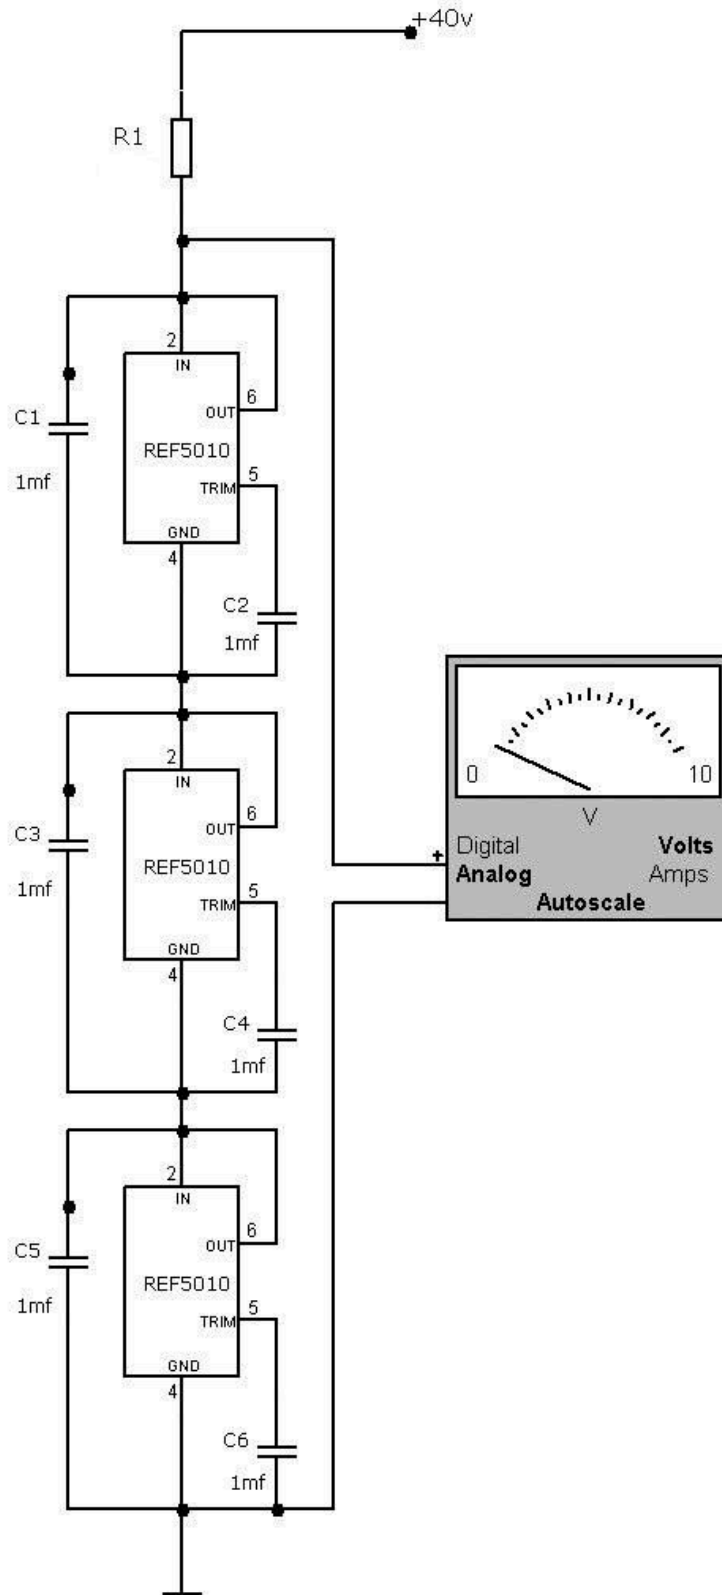 +40v
R1
2
IN
6
OUT
C1
REF5010
1mf
5
TRIM
GND
4
C2
1mf
2
IN
6
OUT
C3
REF5010
1mf
5
TRIM
GND
4
C4
1mf
0 10
V
+ Digital Volts
Analog Amps
Autoscale
2
IN
6
OUT
C5
REF5010
1mf
5
TRIM
GND
4
C6
1mf